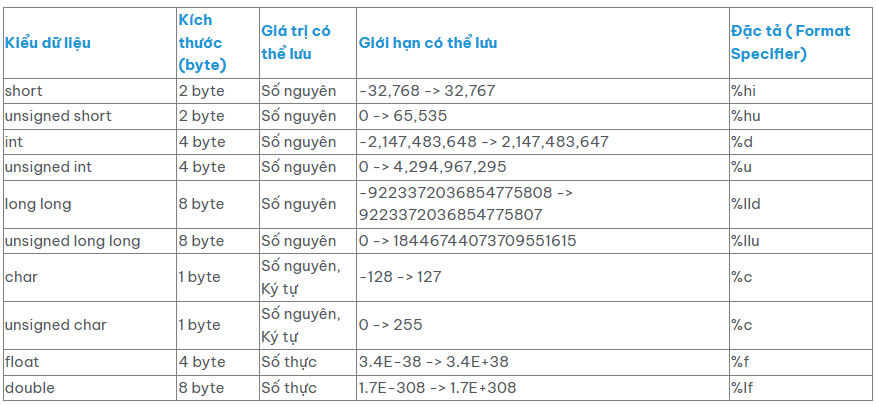 Kiểu dữ liệu | Kích thước (byte) | Giá trị có thể lưu | Giới hạn có thể lưu | Đặc tả ( Format Specifier)
short | 2 byte | Số nguyên | -32,768 -> 32,767 | %hi
unsigned short | 2 byte | Số nguyên | 0 -> 65,535 | %hu
int | 4 byte | Số nguyên | -2,147,483,648 -> 2,147,483,647 | %d
unsigned int | 4 byte | Số nguyên | 0 -> 4,294,967,295 | %u
long long | 8 byte | Số nguyên | -9223372036854775808 -> 9223372036854775807 | %lld
unsigned long long | 8 byte | Số nguyên | 0 -> 18446744073709551615 | %llu
char | 1 byte | Số nguyên, Ký tự | -128 -> 127 | %c
unsigned char | 1 byte | Số nguyên, Ký tự | 0 -> 255 | %c
float | 4 byte | Số thực | 3.4E-38 -> 3.4E+38 | %f
double | 8 byte | Số thực | 1.7E-308 -> 1.7E+308 | %lf